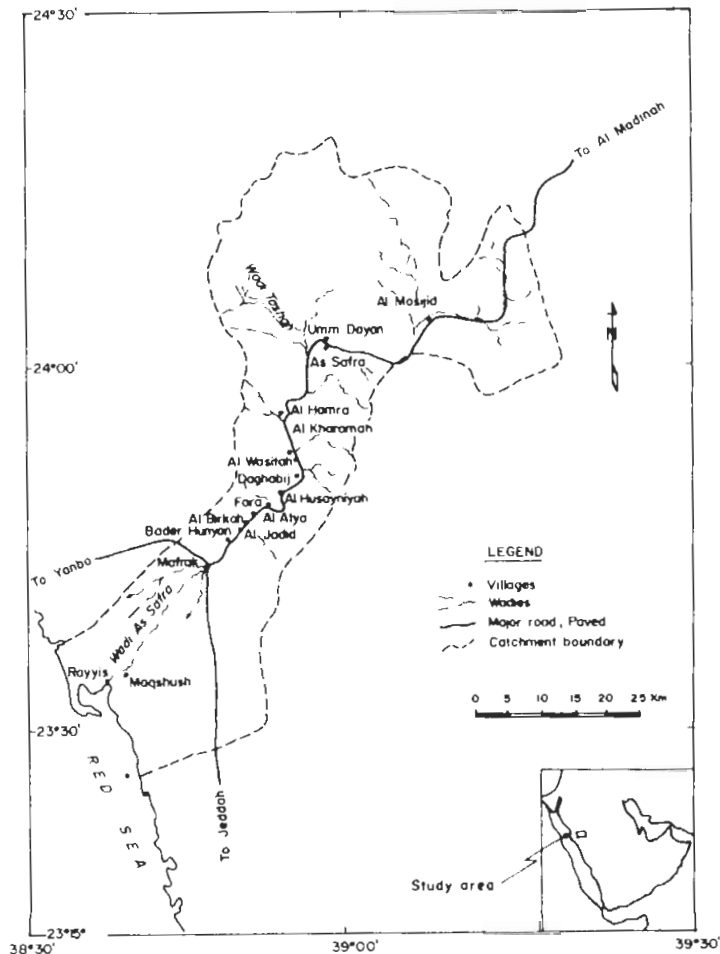 24°30'
To Al Madinah
Wadi Tashah
Al Mosijid
Umm Dayan
As Safra
24°00'
Al Hamra
Al Kharamah
Al Wasitah
Daghabij
Al Husayniyah
Fara
Al Birkah
Al Atya
Bader Hunyan
Al Jadid
Mafrak
To Yanbo
Wadi As Safra
Rayyis
Maqshush
23°30'
RED SEA
To Jeddah
LEGEND
Villages
Wadies
Major road, Paved
Catchment boundary
0 5 10 15 20 25 Km
N
Study area
23°15'
38°30'
39°00'
39°30'